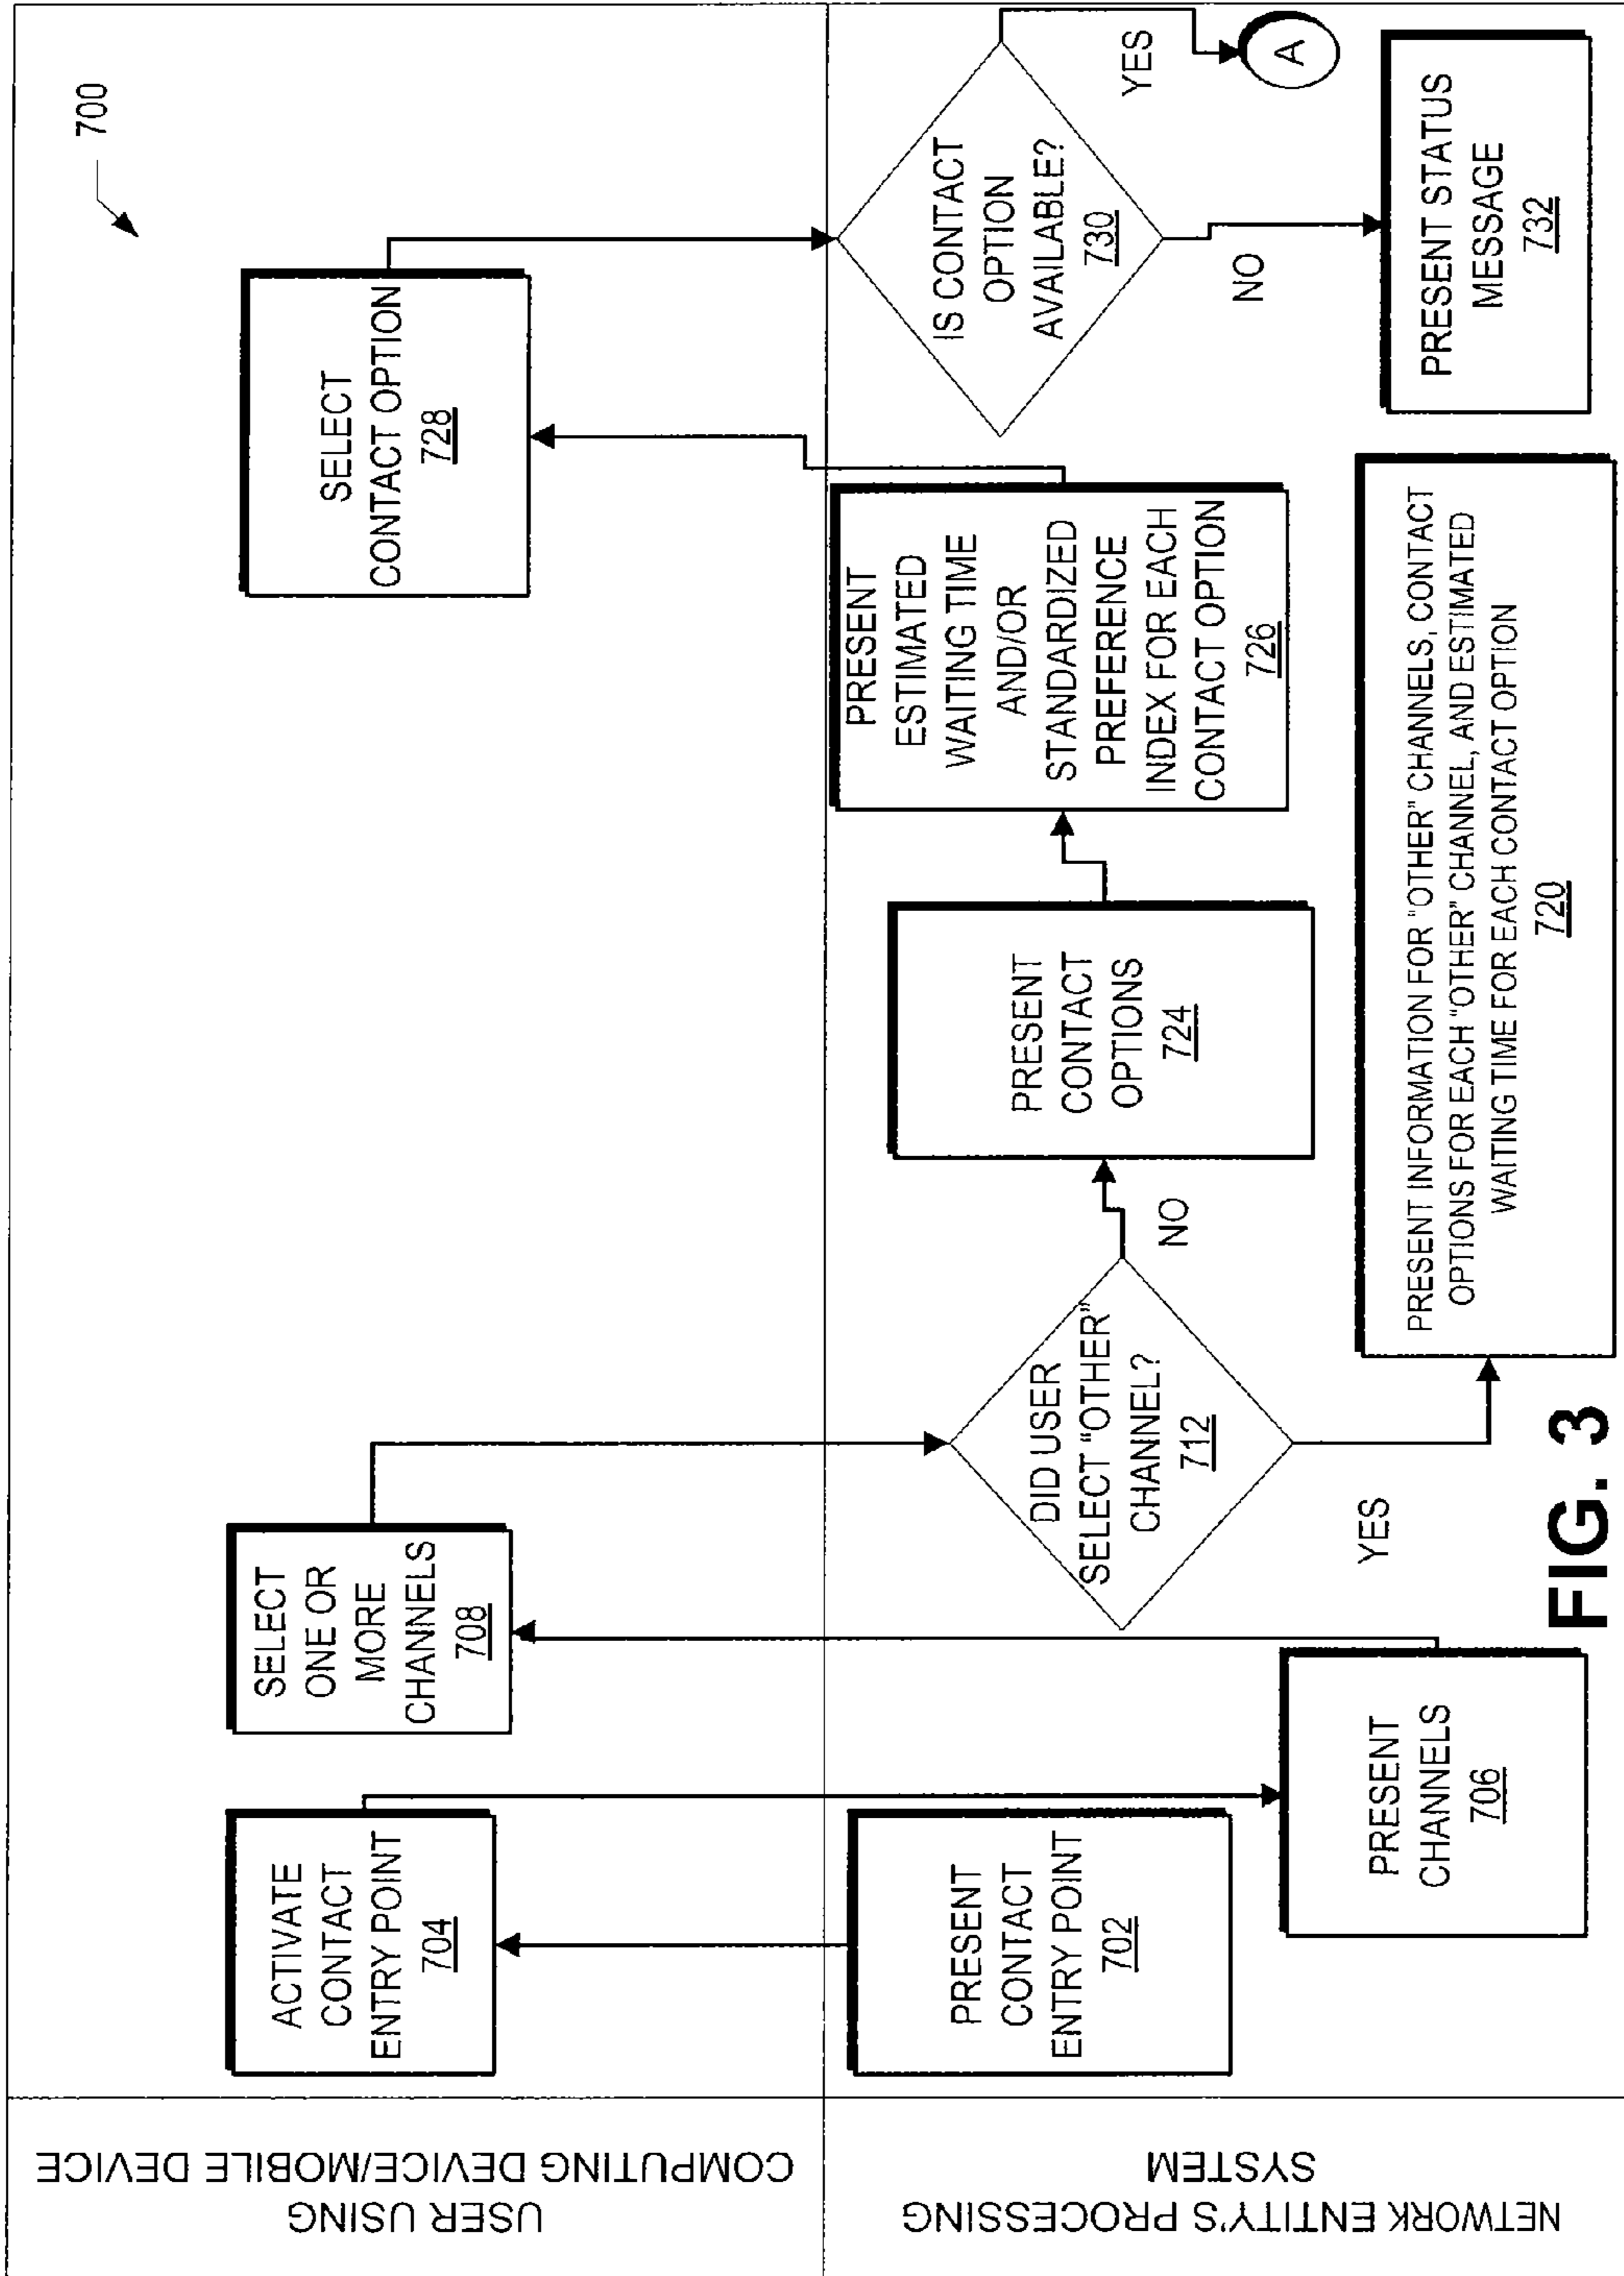 700
USER USING
COMPUTING DEVICE/MOBILE DEVICE
ACTIVATE
CONTACT
ENTRY POINT
704
SELECT
ONE OR
MORE
CHANNELS
708
SELECT
CONTACT OPTION
728
NETWORK ENTITY'S PROCESSING
SYSTEM
PRESENT
CONTACT
ENTRY POINT
702
PRESENT
CHANNELS
706
DID USER
SELECT "OTHER"
CHANNEL?
712
NO
YES
PRESENT
CONTACT
OPTIONS
724
PRESENT
ESTIMATED
WAITING TIME
AND/OR
STANDARDIZED
PREFERENCE
INDEX FOR EACH
CONTACT OPTION
726
IS CONTACT
OPTION
AVAILABLE?
730
YES
A
NO
PRESENT STATUS
MESSAGE
732
PRESENT INFORMATION FOR "OTHER" CHANNELS, CONTACT
OPTIONS FOR EACH "OTHER" CHANNEL, AND ESTIMATED
WAITING TIME FOR EACH CONTACT OPTION
720
FIG. 3